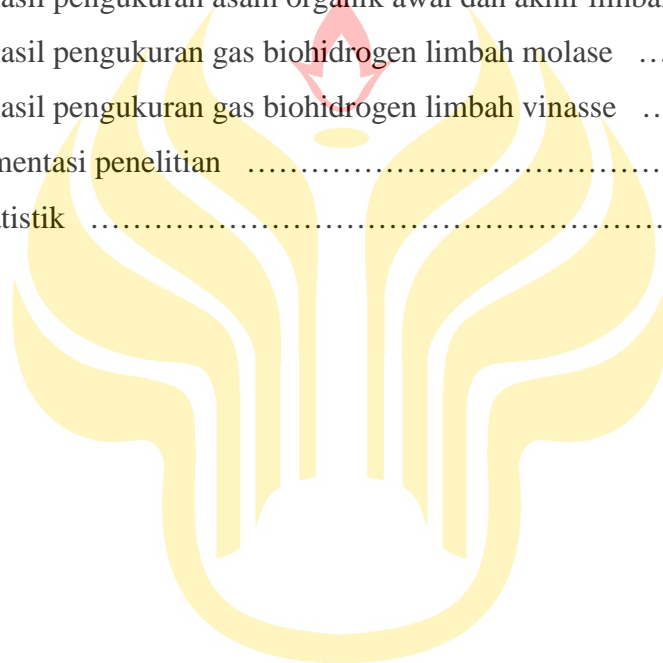 asil pengukuran asam organik awal dan akhir limba
asil pengukuran gas biohidrogen limbah molase …
asil pengukuran gas biohidrogen limbah vinasse …
mentasi penelitian ……………………………………
tistik ……………………………………………………